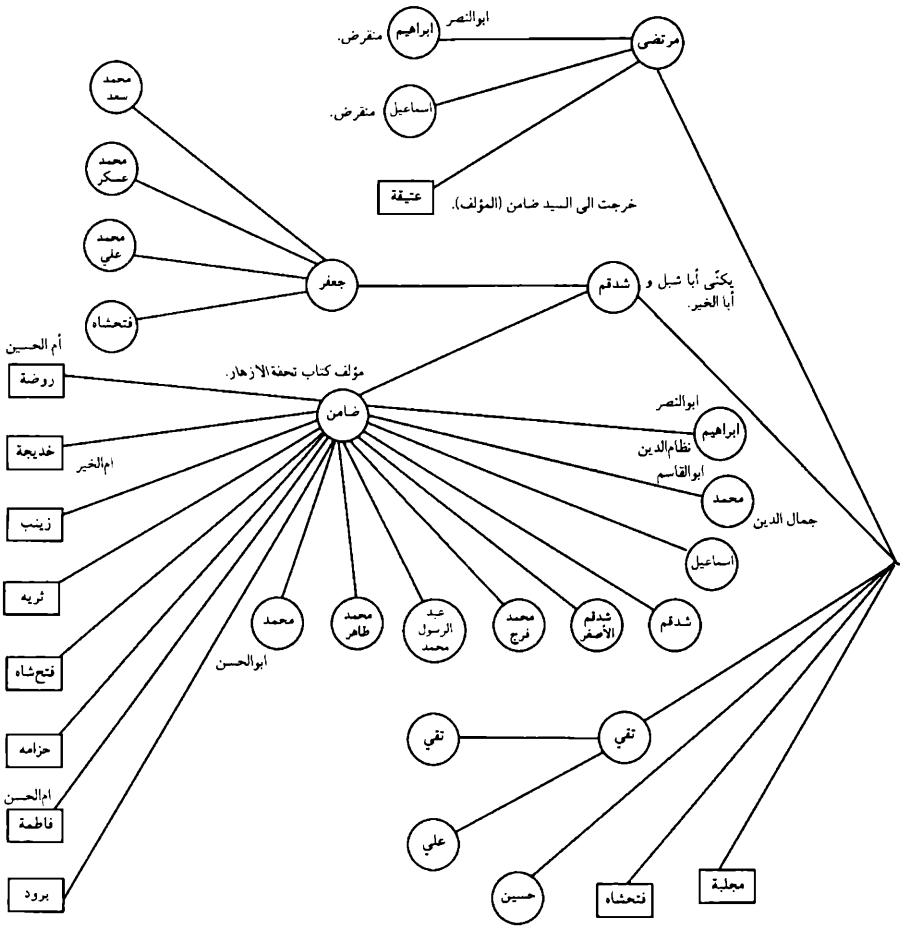 مرتضى
ابوالنصر
ابراهيم
منقرض.
اسماعيل
منقرض.
عتيقة
خرجت الى السيد ضامن (المؤلف).
محمد
سعد
محمد
عسكر
محمد
علي
فتحشاه
جعفر
شدقم
يكنّى أبا شبل و
أبا الخير.
مؤلف كتاب تحفة الازهار.
ضامن
أم الحسين
روضة
خديجة
ام‌الخير
زينب
ثريه
فتح‌شاه
حزامه
ام‌الحسن
فاطمة
برود
ابوالنصر
ابراهيم
نظام‌الدين
ابوالقاسم
محمد
جمال الدين
اسماعيل
شدقم
شدقم
الأصغر
محمد
فرج
عبد
الرسول
محمد
محمد
طاهر
محمد
ابوالحسن
تقي
تقي
علي
حسين
فتحشاه
مجلبة